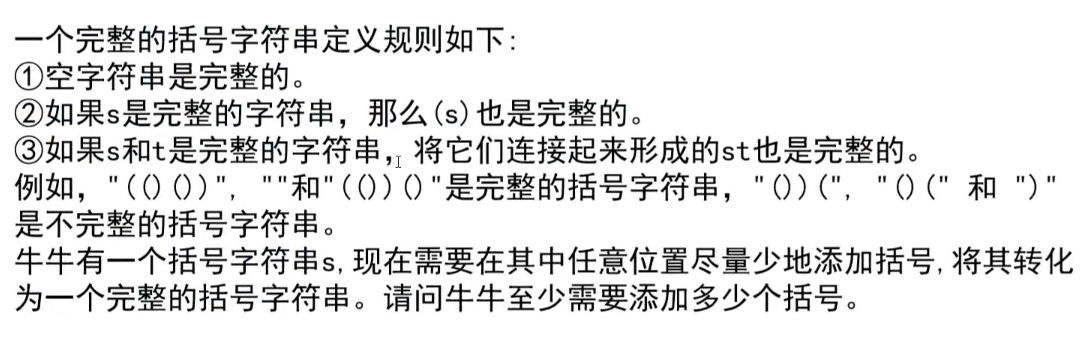 一个完整的括号字符串定义规则如下:
①空字符串是完整的。
②如果s是完整的字符串，那么(s)也是完整的。
③如果s和t是完整的字符串，将它们连接起来形成的st也是完整的。
例如，"(()())", ""和"(())()"是完整的括号字符串，"())(", "()(" 和 ")"
是不完整的括号字符串。
牛牛有一个括号字符串s,现在需要在其中任意位置尽量少地添加括号,将其转化
为一个完整的括号字符串。请问牛牛至少需要添加多少个括号。